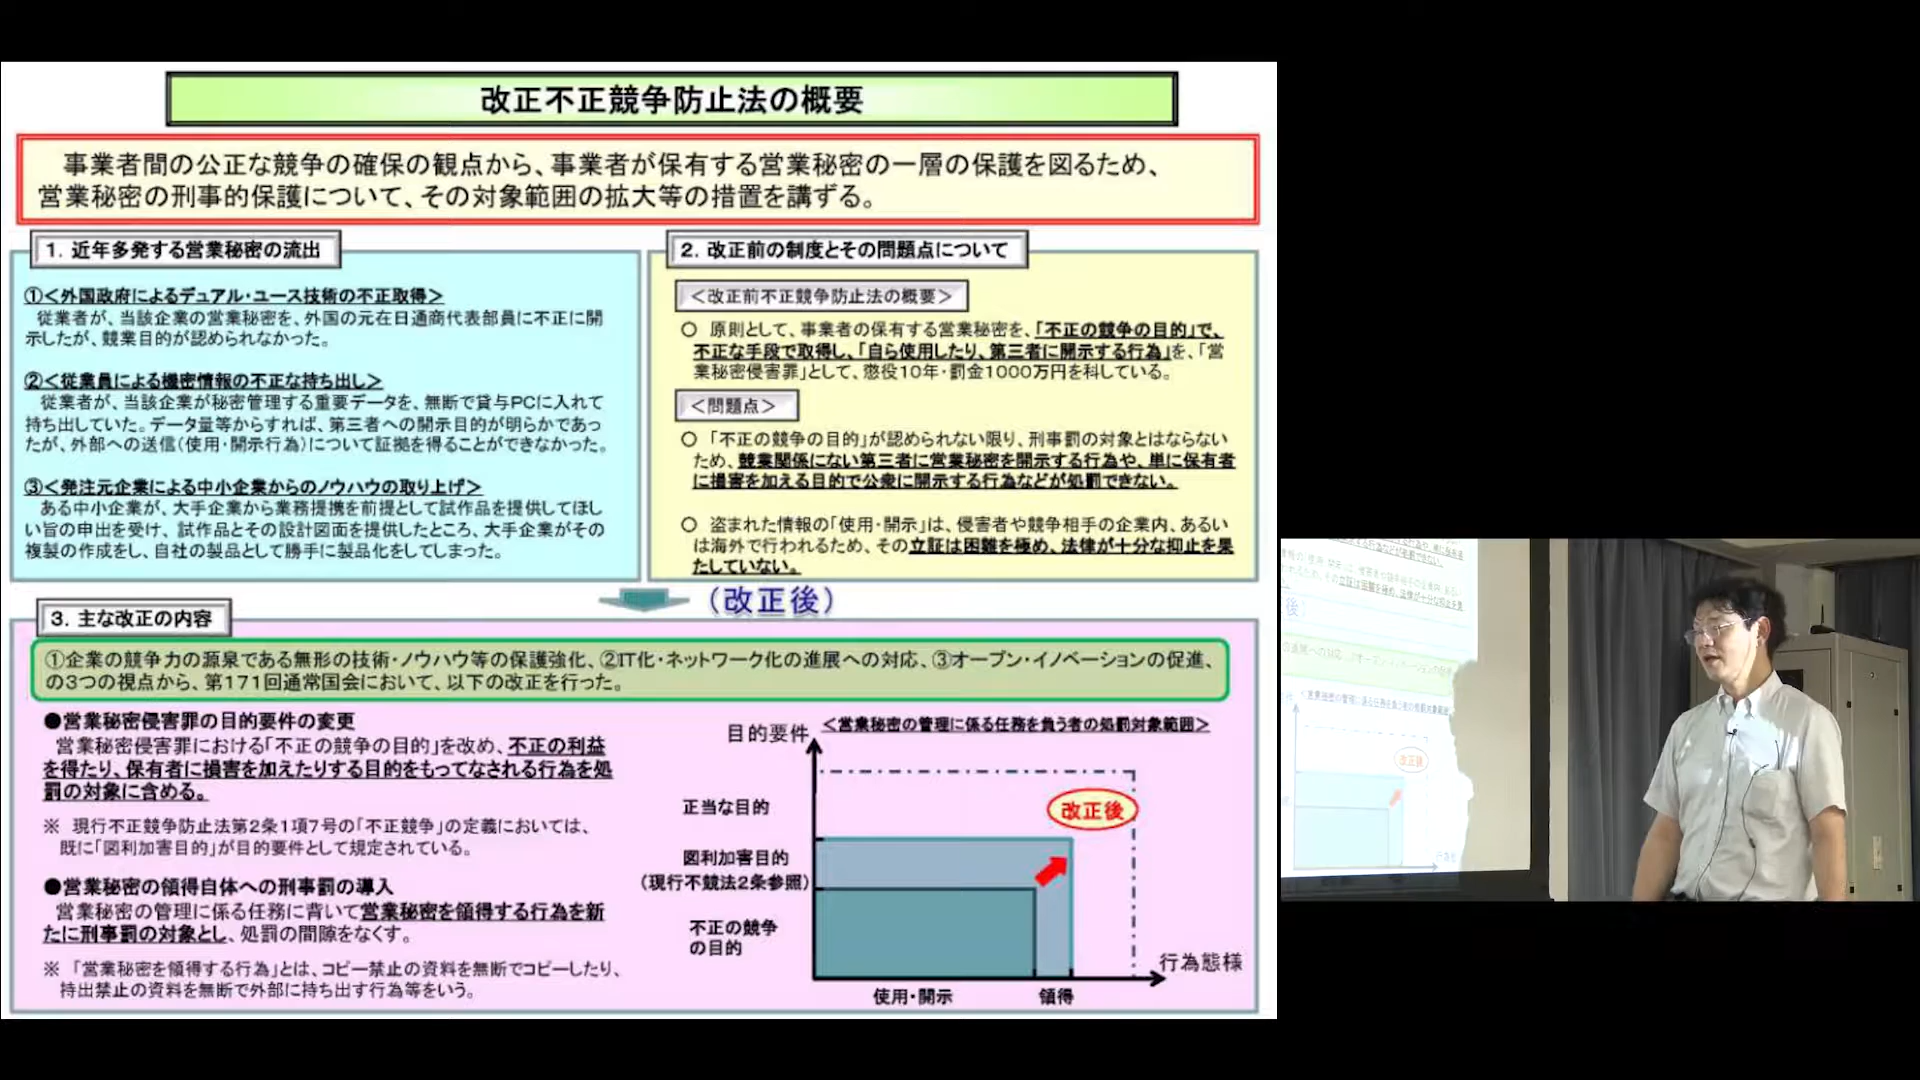 改正不正競争防止法の概要
事業者間の公正な競争の確保の観点から、事業者が保有する営業秘密の一層の保護を図るため、
営業秘密の刑事的保護について、その対象範囲の拡大等の措置を講ずる。
1．近年多発する営業秘密の流出
①＜外国政府によるデュアル・ユース技術の不正取得＞
従業者が、当該企業の営業秘密を、外国の元在日通商代表部員に不正に開
示したが、競業目的が認められなかった。
②＜従業員による機密情報の不正な持ち出し＞
従業者が、当該企業が秘密管理する重要データを、無断で貸与PCに入れて
持ち出していた。データ量等からすれば、第三者への開示目的が明らかであっ
たが、外部への送信（使用・開示行為）について証拠を得ることができなかった。
③＜発注元企業による中小企業からのノウハウの取り上げ＞
ある中小企業が、大手企業から業務提携を前提として試作品を提供してほし
い旨の申出を受け、試作品とその設計図面を提供したところ、大手企業がその
複製の作成をし、自社の製品として勝手に製品化をしてしまった。
2．改正前の制度とその問題点について
＜改正前不正競争防止法の概要＞
○　原則として、事業者の保有する営業秘密を、「不正の競争の目的」で、
不正な手段で取得し、「自ら使用したり、第三者に開示する行為」を、「営
業秘密侵害罪」として、懲役10年・罰金1000万円を科している。
＜問題点＞
○　「不正の競争の目的」が認められない限り、刑事罰の対象とはならない
ため、競業関係にない第三者に営業秘密を開示する行為や、単に保有者
に損害を加える目的で公衆に開示する行為などが処罰できない。
○　盗まれた情報の「使用・開示」は、侵害者や競争相手の企業内、あるい
は海外で行われるため、その立証は困難を極め、法律が十分な抑止を果
たしていない。
（改正後）
3．主な改正の内容
①企業の競争力の源泉である無形の技術・ノウハウ等の保護強化、②IT化・ネットワーク化の進展への対応、③オープン・イノベーションの促進、
の3つの視点から、第171回通常国会において、以下の改正を行った。
●営業秘密侵害罪の目的要件の変更
営業秘密侵害罪における「不正の競争の目的」を改め、不正の利益
を得たり、保有者に損害を加えたりする目的をもってなされる行為を処
罰の対象に含める。
※　現行不正競争防止法第2条1項7号の「不正競争」の定義においては、
既に「図利加害目的」が目的要件として規定されている。
●営業秘密の領得自体への刑事罰の導入
営業秘密の管理に係る任務に背いて営業秘密を領得する行為を新
たに刑事罰の対象とし、処罰の間隙をなくす。
※　「営業秘密を領得する行為」とは、コピー禁止の資料を無断でコピーしたり、
持出禁止の資料を無断で外部に持ち出す行為等をいう。
目的要件
＜営業秘密の管理に係る任務を負う者の処罰対象範囲＞
正当な目的
改正後
図利加害目的
（現行不競法2条参照）
不正の競争
の目的
行為態様
使用・開示
領得